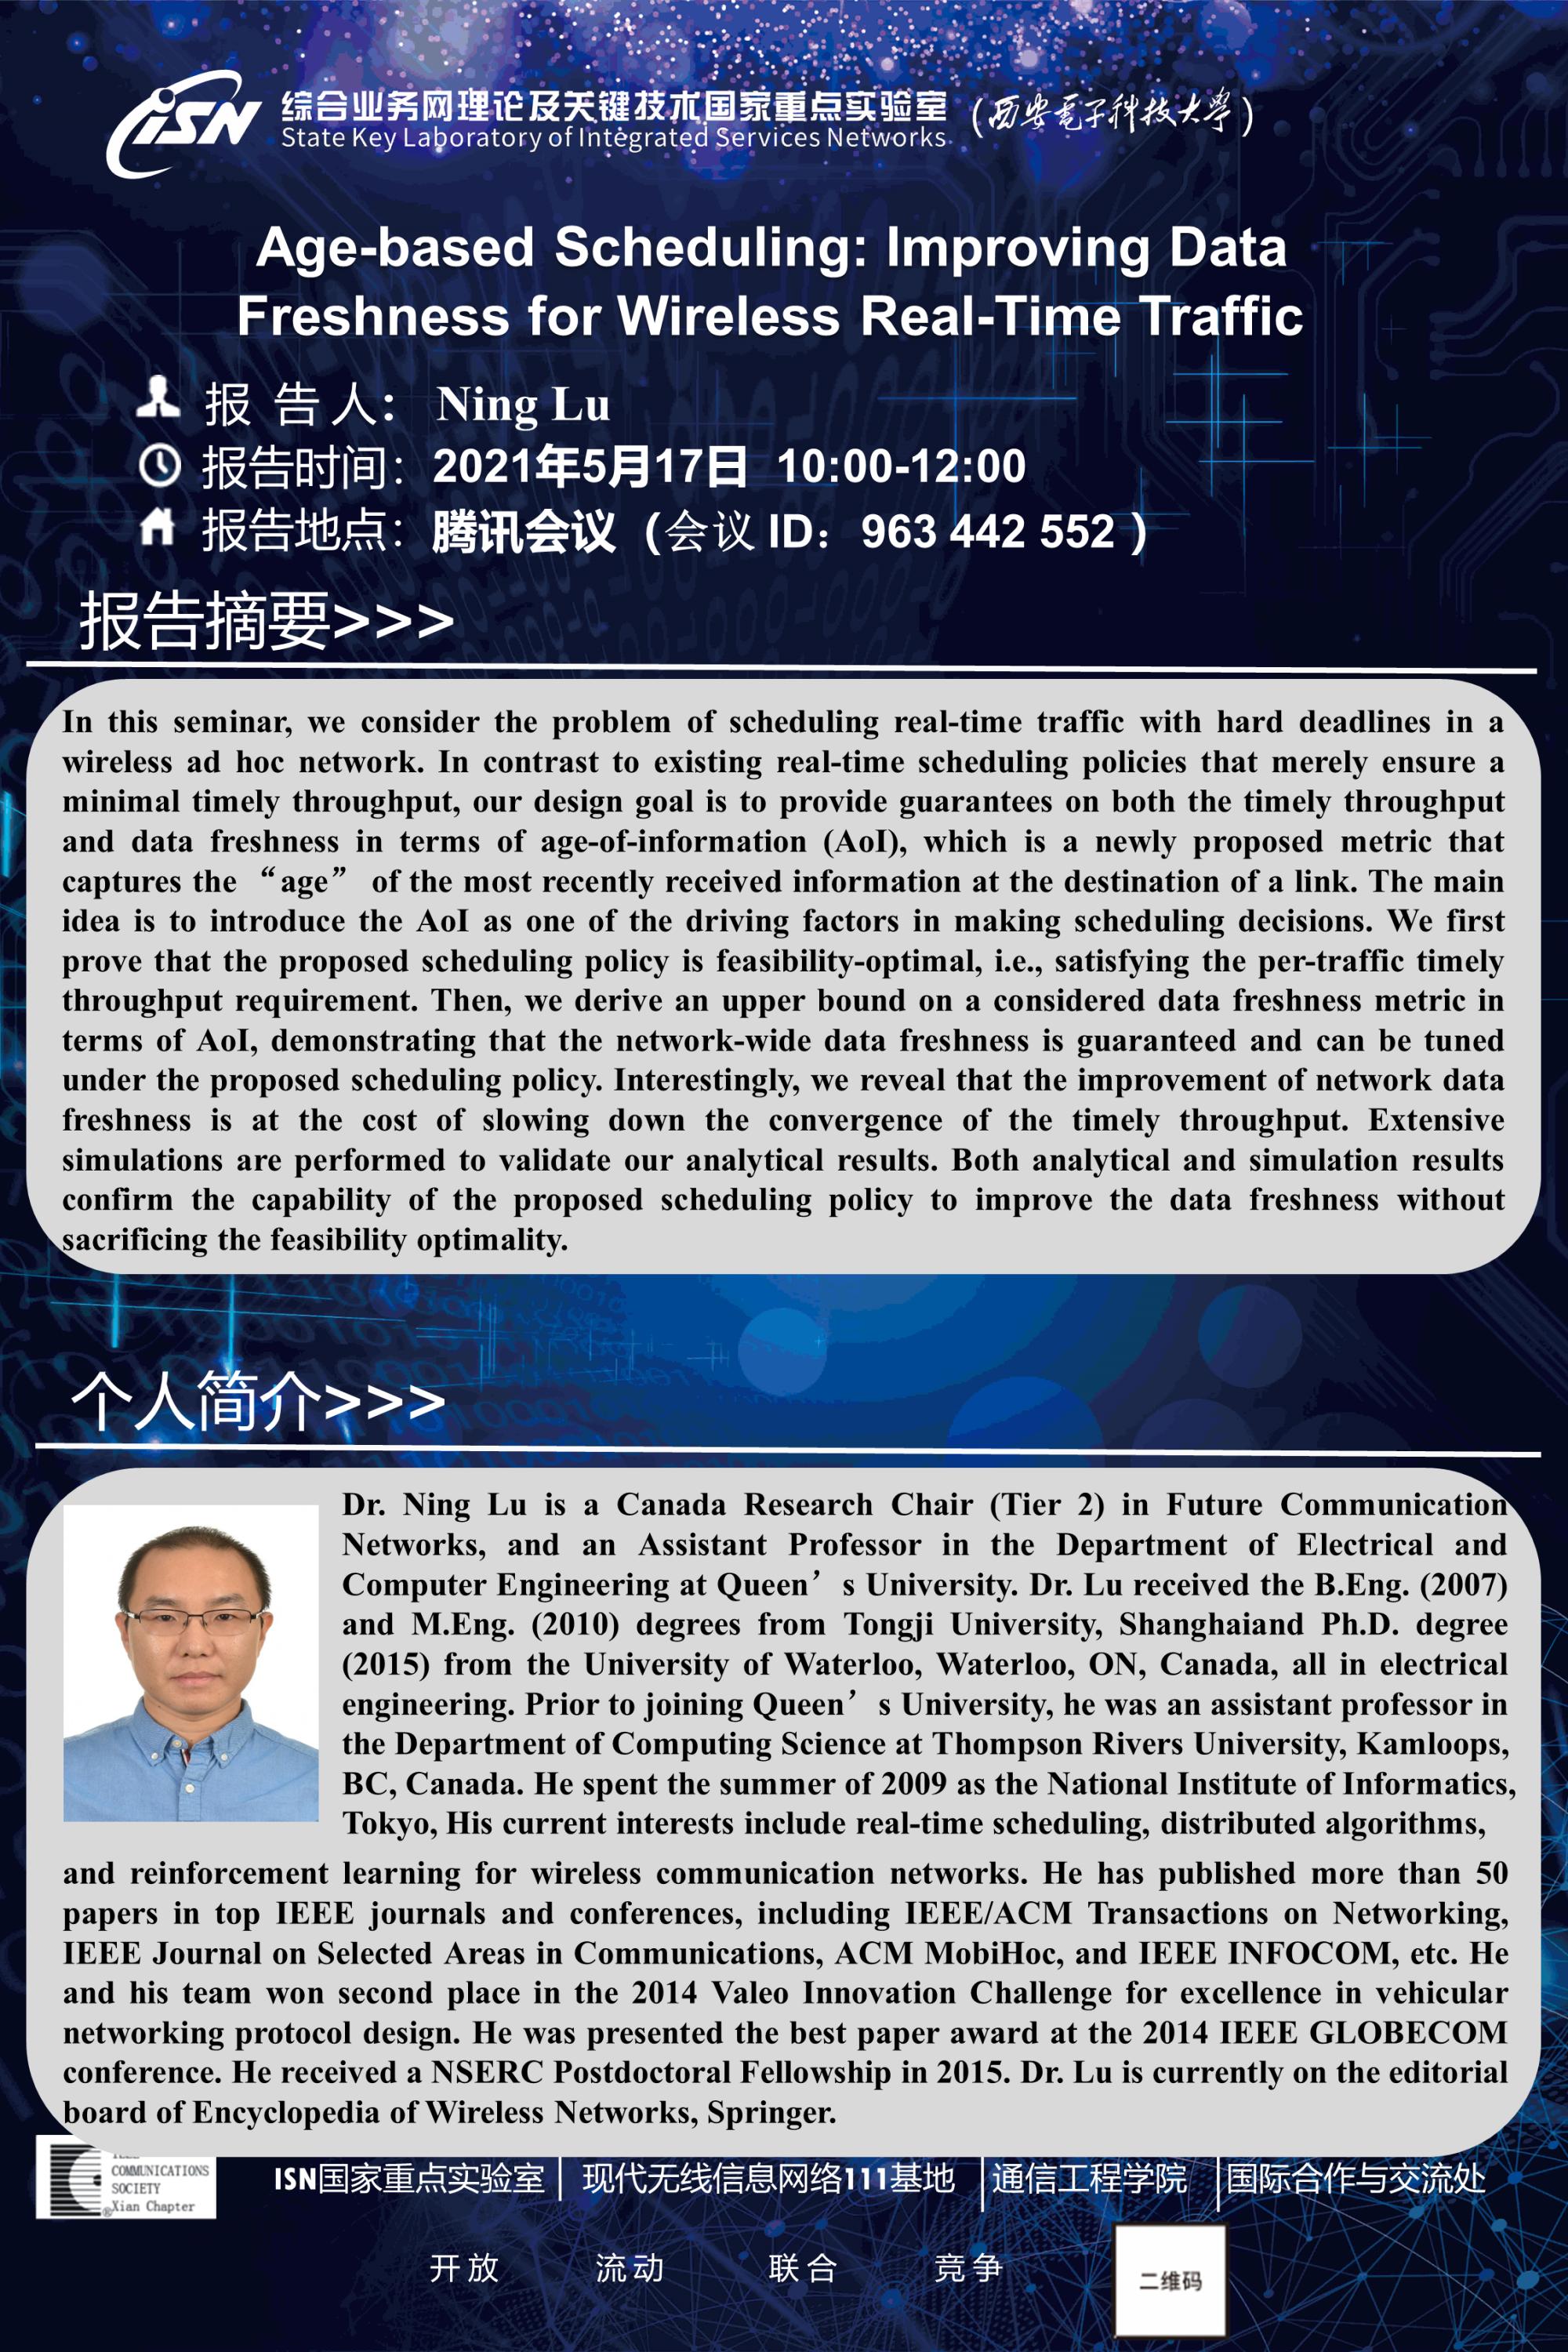 iSN
综合业务网理论及关键技术国家重点实验室
(西安电子科技大学)
State Key Laboratory of Integrated Services Networks
Age-based Scheduling: Improving Data
Freshness for Wireless Real-Time Traffic
报 告 人： Ning Lu
报告时间： 2021年5月17日 10:00-12:00
报告地点： 腾讯会议（会议 ID：963 442 552 ）
报告摘要>>>
In this seminar, we consider the problem of scheduling real-time traffic with hard deadlines in a
wireless ad hoc network. In contrast to existing real-time scheduling policies that merely ensure a
minimal timely throughput, our design goal is to provide guarantees on both the timely throughput
and data freshness in terms of age-of-information (AoI), which is a newly proposed metric that
captures the “age” of the most recently received information at the destination of a link. The main
idea is to introduce the AoI as one of the driving factors in making scheduling decisions. We first
prove that the proposed scheduling policy is feasibility-optimal, i.e., satisfying the per-traffic timely
throughput requirement. Then, we derive an upper bound on a considered data freshness metric in
terms of AoI, demonstrating that the network-wide data freshness is guaranteed and can be tuned
under the proposed scheduling policy. Interestingly, we reveal that the improvement of network data
freshness is at the cost of slowing down the convergence of the timely throughput. Extensive
simulations are performed to validate our analytical results. Both analytical and simulation results
confirm the capability of the proposed scheduling policy to improve the data freshness without
sacrificing the feasibility optimality.
个人简介>>>
Dr. Ning Lu is a Canada Research Chair (Tier 2) in Future Communication
Networks, and an Assistant Professor in the Department of Electrical and
Computer Engineering at Queen’s University. Dr. Lu received the B.Eng. (2007)
and M.Eng. (2010) degrees from Tongji University, Shanghaiand Ph.D. degree
(2015) from the University of Waterloo, Waterloo, ON, Canada, all in electrical
engineering. Prior to joining Queen’s University, he was an assistant professor in
the Department of Computing Science at Thompson Rivers University, Kamloops,
BC, Canada. He spent the summer of 2009 as the National Institute of Informatics,
Tokyo, His current interests include real-time scheduling, distributed algorithms,
and reinforcement learning for wireless communication networks. He has published more than 50
papers in top IEEE journals and conferences, including IEEE/ACM Transactions on Networking,
IEEE Journal on Selected Areas in Communications, ACM MobiHoc, and IEEE INFOCOM, etc. He
and his team won second place in the 2014 Valeo Innovation Challenge for excellence in vehicular
networking protocol design. He was presented the best paper award at the 2014 IEEE GLOBECOM
conference. He received a NSERC Postdoctoral Fellowship in 2015. Dr. Lu is currently on the editorial
board of Encyclopedia of Wireless Networks, Springer.
COMMUNICATIONS
SOCIETY
®Xian Chapter
ISN国家重点实验室 | 现代无线信息网络111基地 | 通信工程学院 | 国际合作与交流处
开放 流动 联合 竞争
二维码